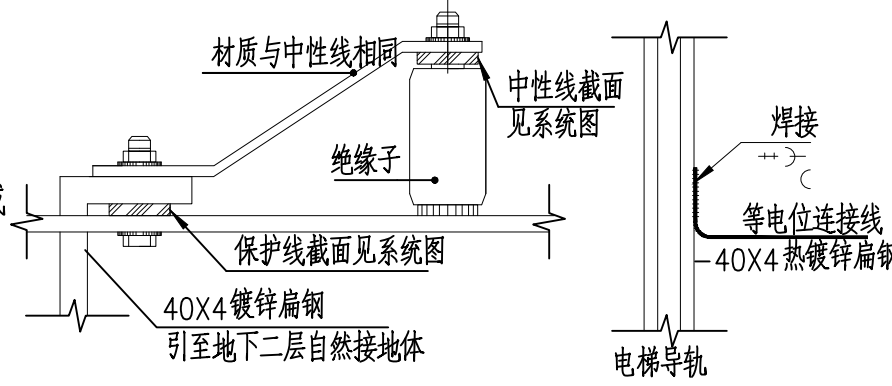 材质与中性线相同
中性线截面
见系统图
绝缘子
保护线截面见系统图
40X4镀锌扁钢
引至地下二层自然接地体
焊接
等电位连接线
-40X4热镀锌扁钢
电梯导轨